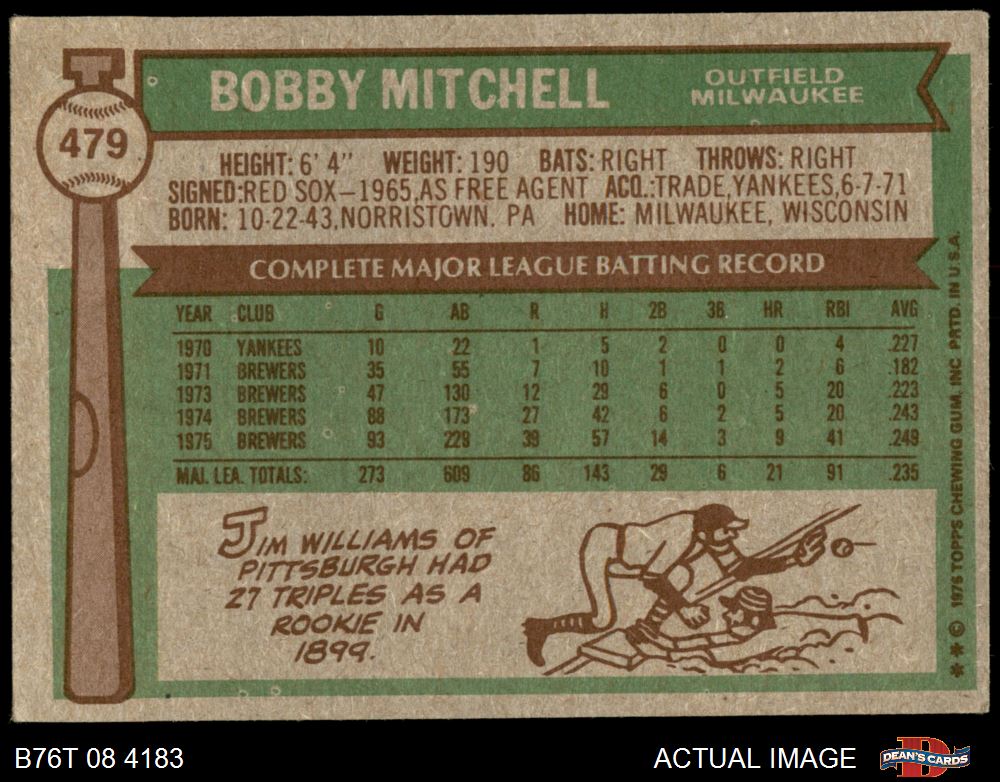 BOBBY MITCHELL
OUTFIELD
MILWAUKEE
479
HEIGHT: 6' 4" WEIGHT: 190 BATS: RIGHT THROWS: RIGHT
SIGNED:RED SOX—1965,AS FREE AGENT ACQ.:TRADE,YANKEES,6-7-71
BORN: 10-22-43,NORRISTOWN. PA HOME: MILWAUKEE, WISCONSIN
COMPLETE MAJOR LEAGUE BATTING RECORD
YEAR CLUB G AB R H 2B 3B HR RBI AVG
1970 YANKEES 10 22 1 5 2 0 0 4 .227
1971 BREWERS 35 55 7 10 1 1 2 6 .182
1973 BREWERS 47 130 12 29 6 0 5 20 .223
1974 BREWERS 88 173 27 42 6 2 5 20 .243
1975 BREWERS 93 229 39 57 14 3 9 41 .249
MAJ. LEA. TOTALS: 273 609 86 143 29 6 21 91 .235
JIM WILLIAMS OF
PITTSBURGH HAD
27 TRIPLES AS A
ROOKIE IN
1899.
* * © 1976 TOPPS CHEWING GUM, INC. PRTD. IN U.S.A.
B76T 08 4183
ACTUAL IMAGE
DEAN'S CARDS